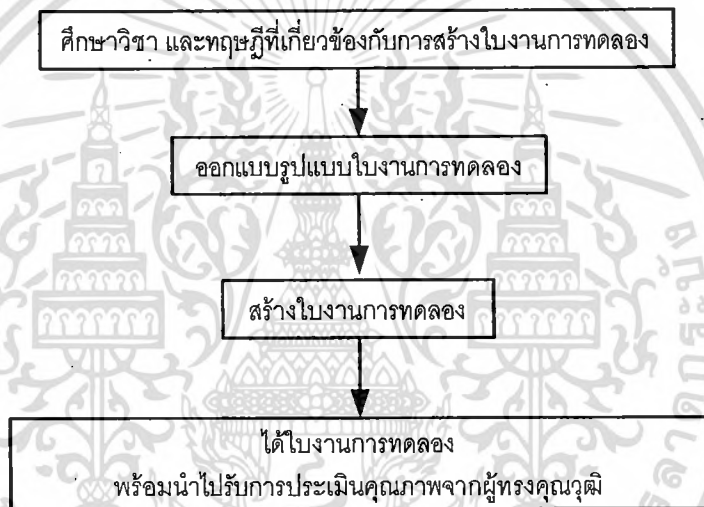 ศึกษาวิชา และทฤษฎีที่เกี่ยวข้องกับการสร้างใบงานการทดลอง
ออกแบบรูปแบบใบงานการทดลอง
สร้างใบงานการทดลอง
ได้ใบงานการทดลอง
พร้อมนำไปรับการประเมินคุณภาพจากผู้ทรงคุณวุฒิ